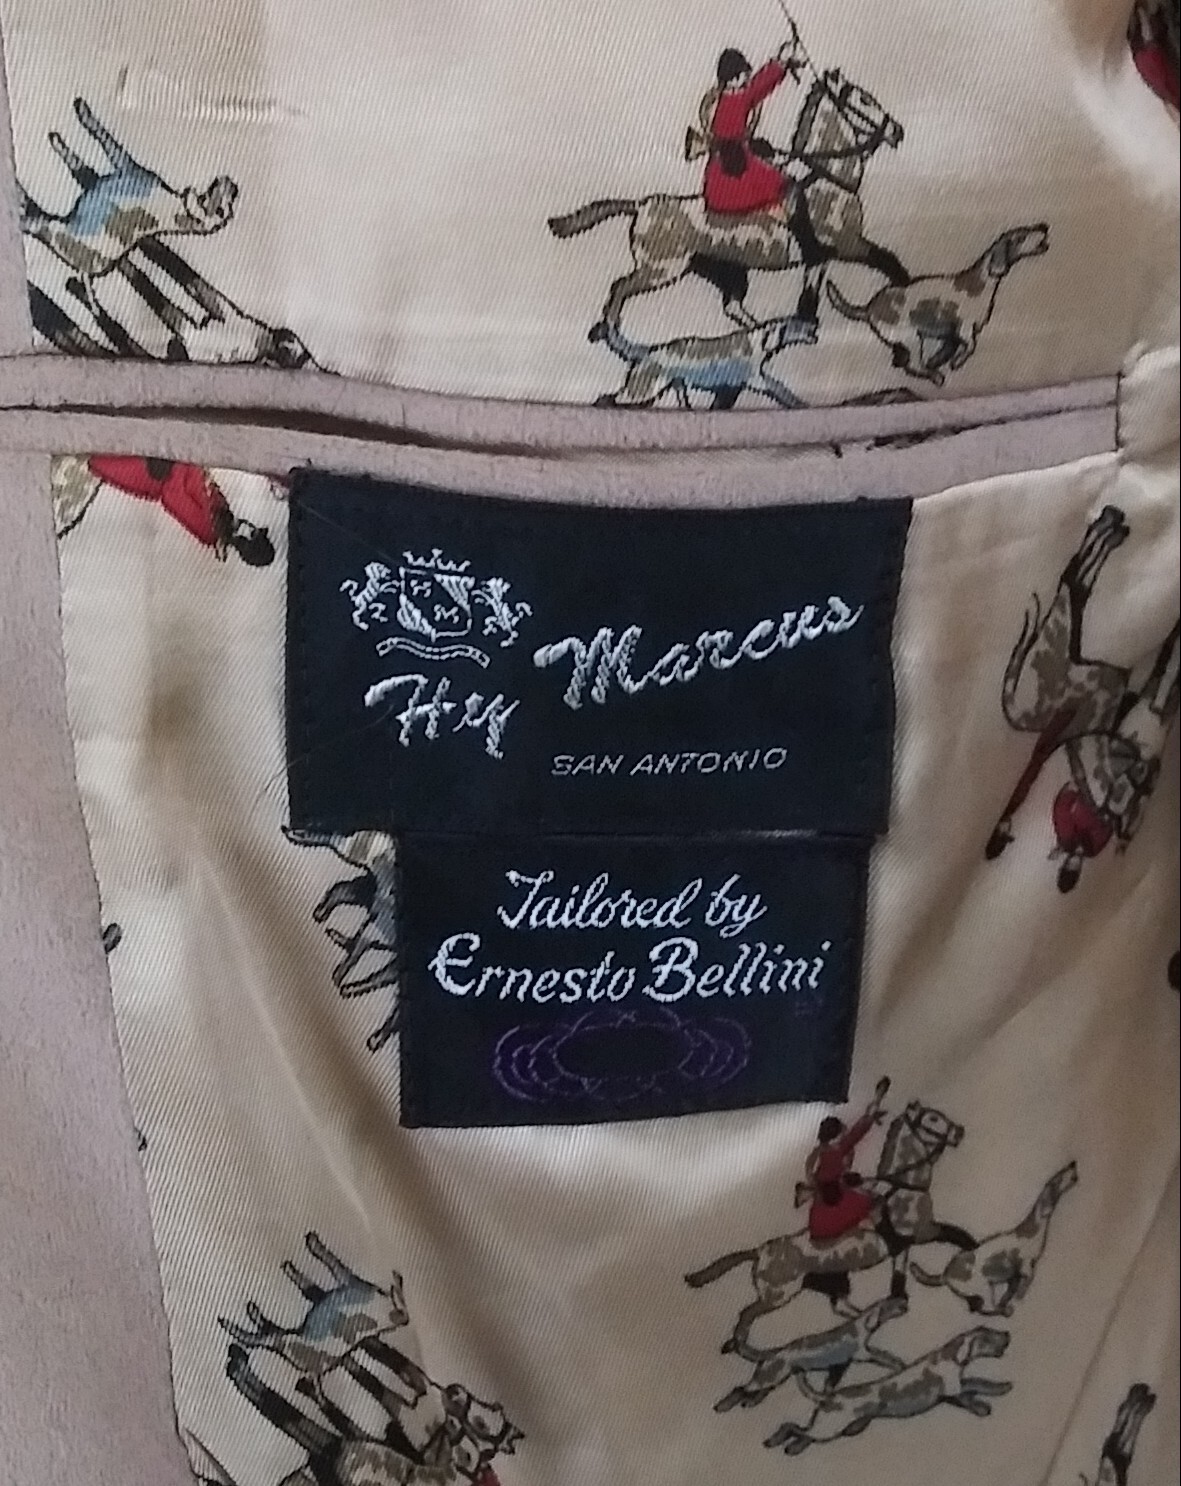 Hy Marcus
SAN ANTONIO
Tailored by
Ernesto Bellini